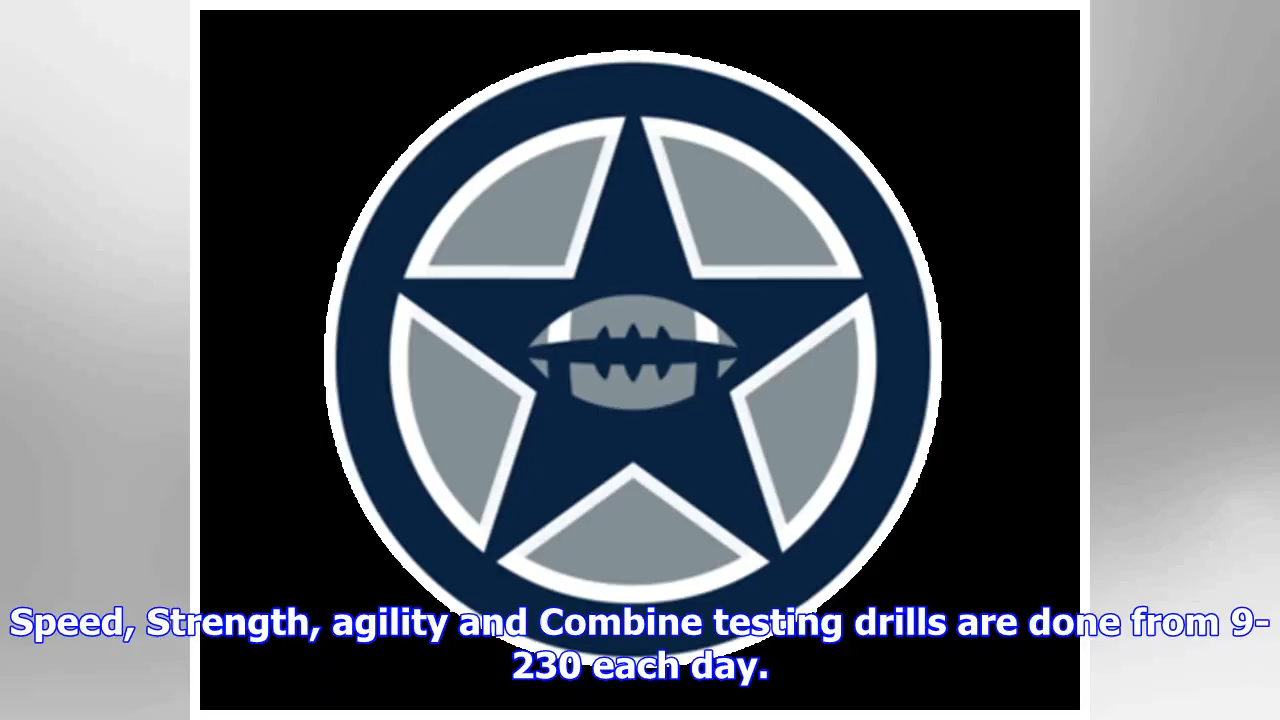 Speed, Strength, agility and Combine testing drills are done from 9-
230 each day.